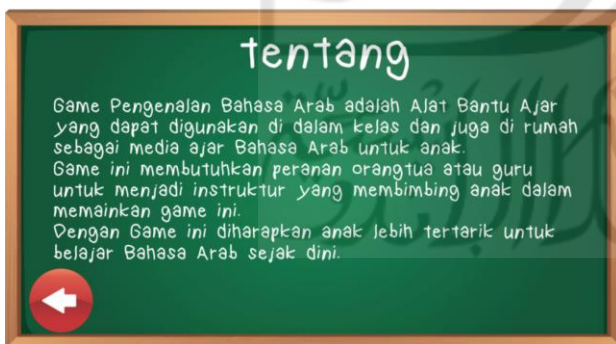 tentang
Game Pengenalan Bahasa Arab adalah Alat Bantu Ajar
yang dapat digunakan di dalam kelas dan juga di rumah
sebagai media ajar Bahasa Arab untuk anak.
Game ini membutuhkan peranan orangtua atau guru
untuk menjadi instruktur yang membimbing anak dalam
memainkan game ini.
Dengan Game ini diharapkan anak lebih tertarik untuk
belajar Bahasa Arab sejak dini.